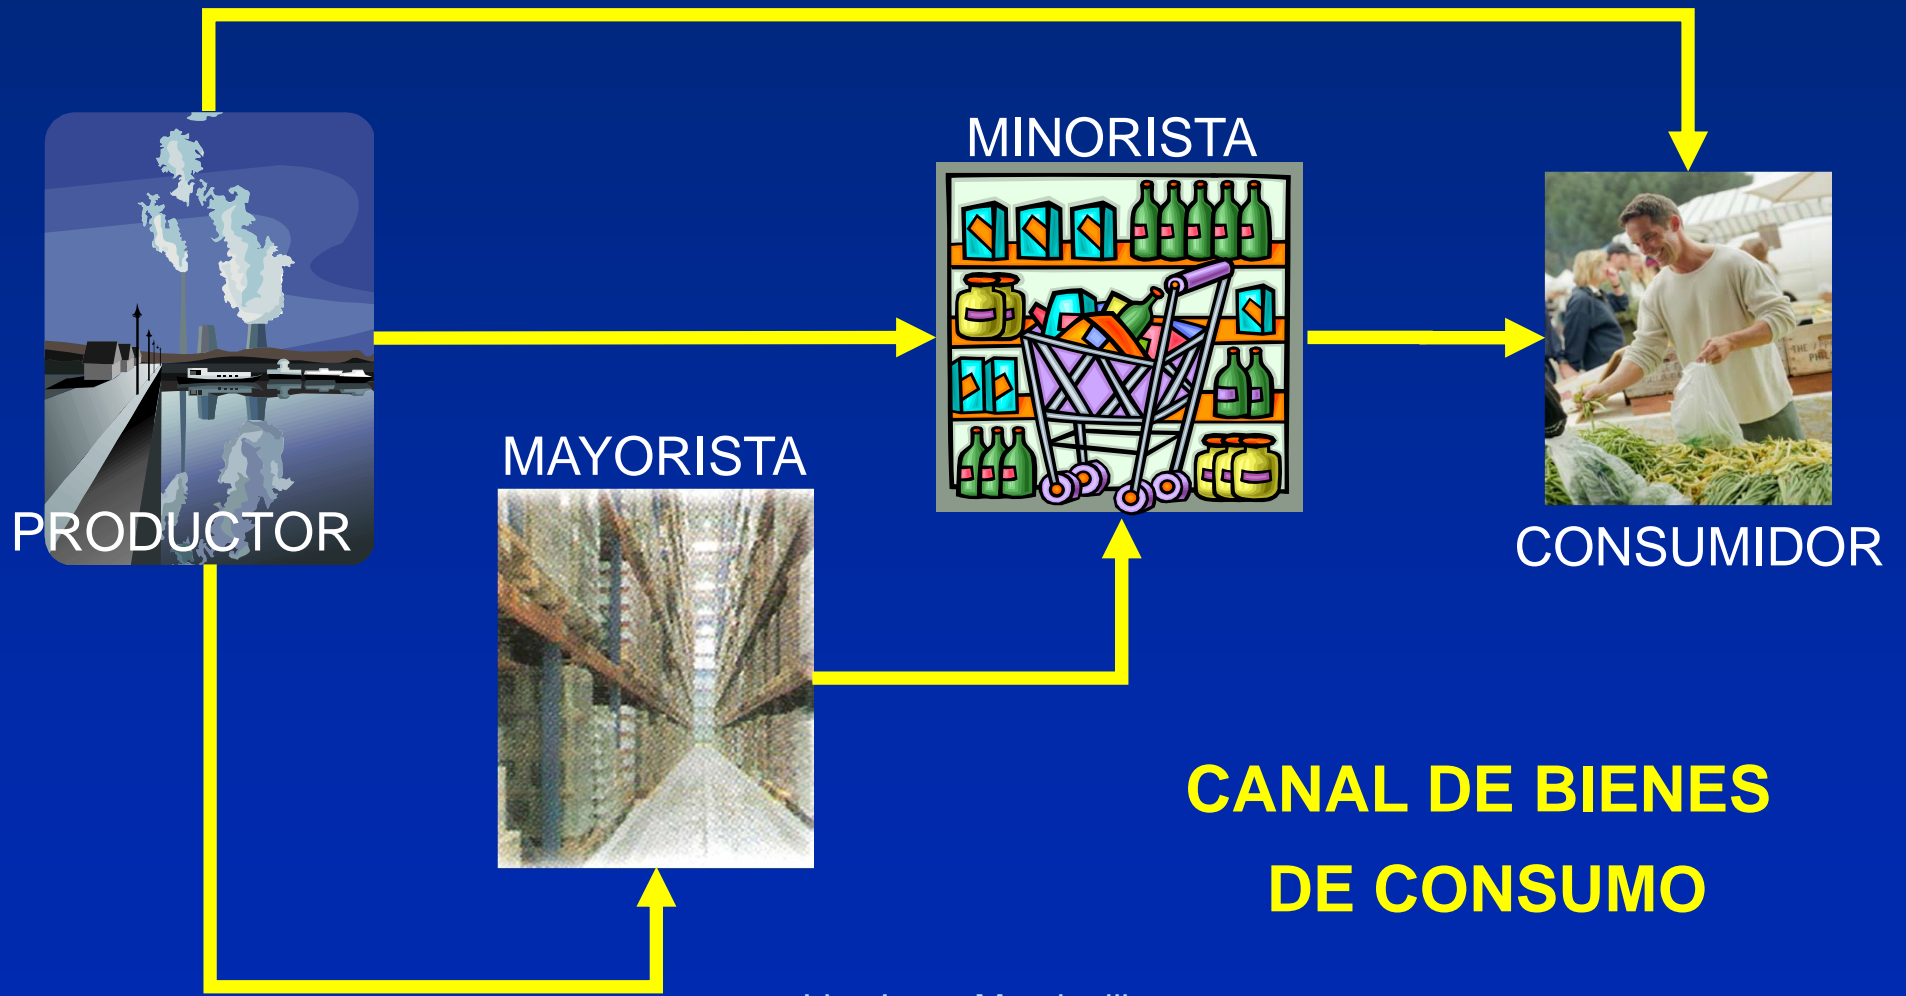 MINORISTA
MAYORISTA
PRODUCTOR
CONSUMIDOR
CANAL DE BIENES
DE CONSUMO